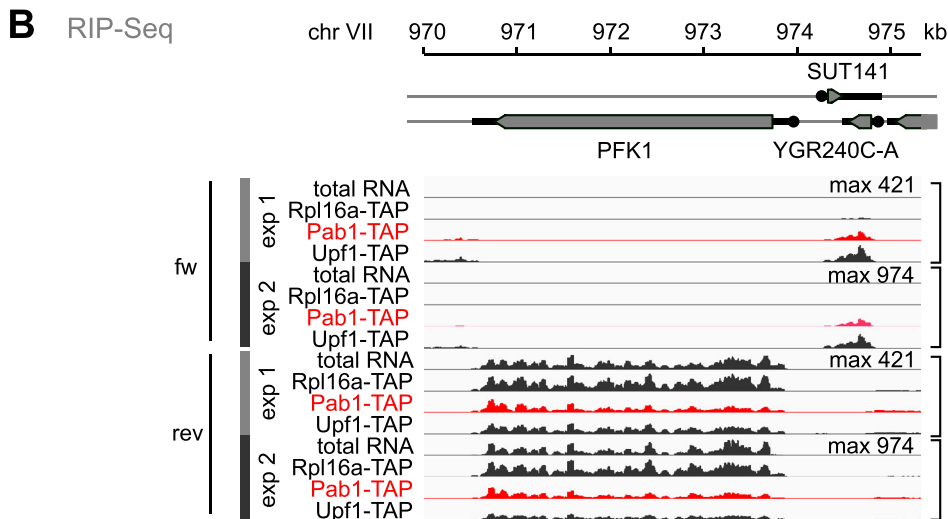 B RIP-Seq
chr VII 970 971 972 973 974 975 kb
SUT141
PFK1 YGR240C-A
fw
exp 1
total RNA max 421
Rpl16a-TAP
Pab1-TAP
Upf1-TAP
exp 2
total RNA max 974
Rpl16a-TAP
Pab1-TAP
Upf1-TAP
rev
exp 1
total RNA max 421
Rpl16a-TAP
Pab1-TAP
Upf1-TAP
exp 2
total RNA max 974
Rpl16a-TAP
Pab1-TAP
Upf1-TAP